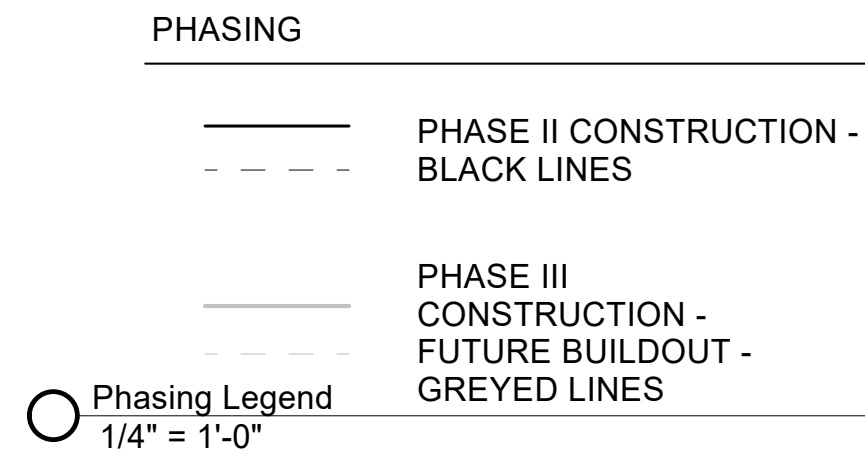 PHASING
PHASE II CONSTRUCTION -
BLACK LINES
PHASE III
CONSTRUCTION -
FUTURE BUILDOUT -
GREYED LINES
Phasing Legend
1/4" = 1'-0"